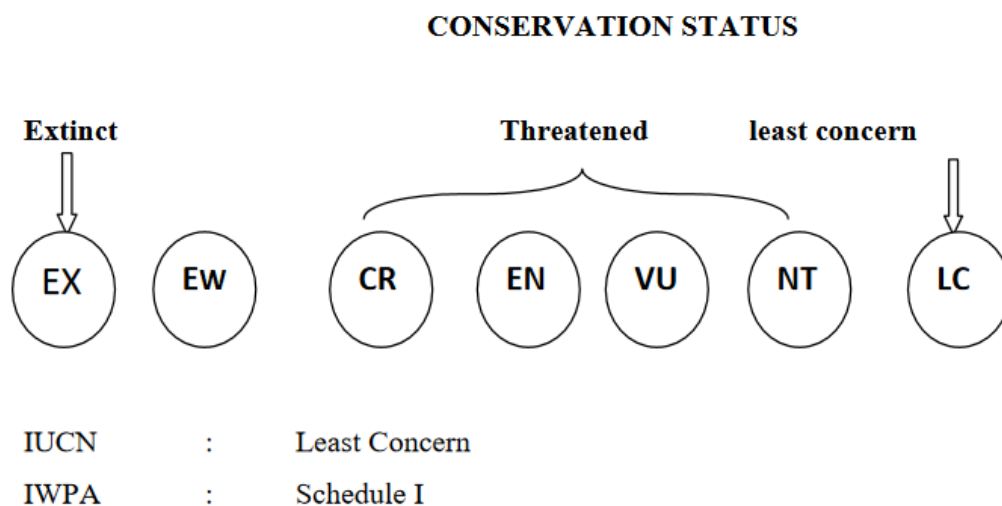 CONSERVATION STATUS
Extinct Threatened least concern
EX Ew CR EN VU NT LC
IUCN : Least Concern
IWPA : Schedule I